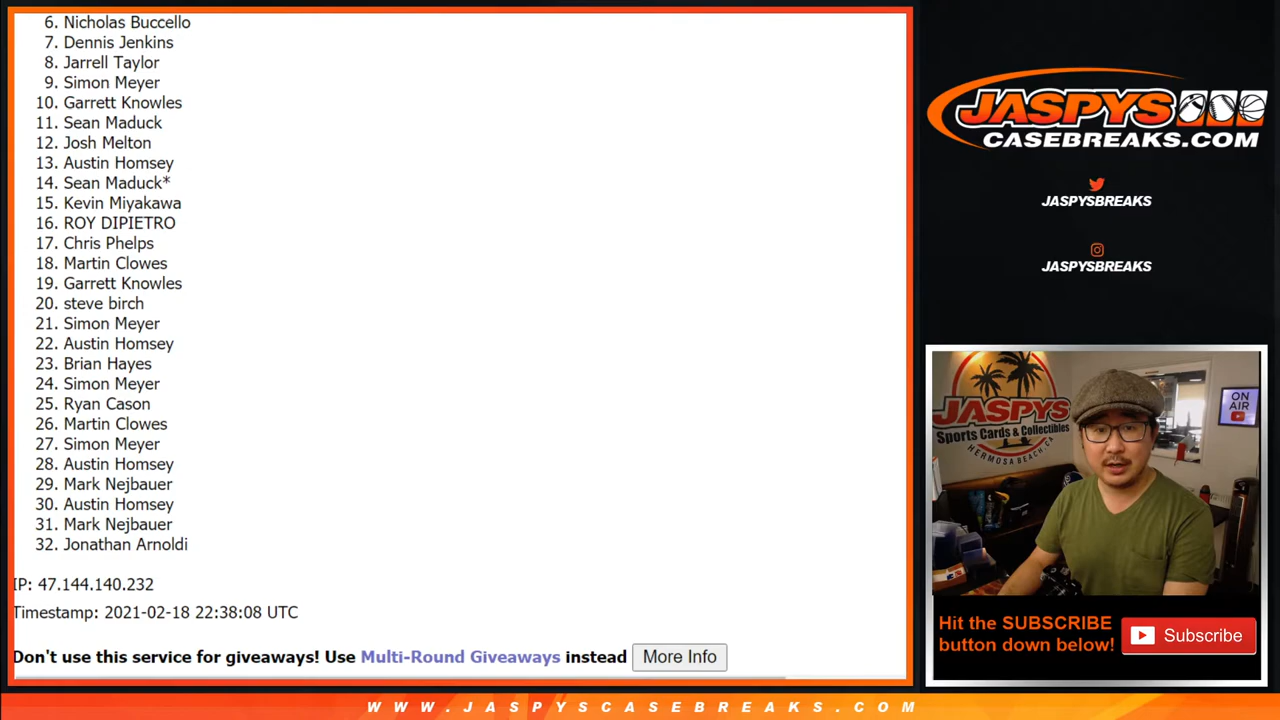 6. Nicholas Buccello
7. Dennis Jenkins
8. Jarrell Taylor
9. Simon Meyer
10. Garrett Knowles
11. Sean Maduck
12. Josh Melton
13. Austin Homsey
14. Sean Maduck*
15. Kevin Miyakawa
16. ROY DIPIETRO
17. Chris Phelps
18. Martin Clowes
19. Garrett Knowles
20. steve birch
21. Simon Meyer
22. Austin Homsey
23. Brian Hayes
24. Simon Meyer
25. Ryan Cason
26. Martin Clowes
27. Simon Meyer
28. Austin Homsey
29. Mark Nejbauer
30. Austin Homsey
31. Mark Nejbauer
32. Jonathan Arnoldi
IP: 47.144.140.232
Timestamp: 2021-02-18 22:38:08 UTC
Don't use this service for giveaways! Use Multi-Round Giveaways instead More Info
JASPYS
CASEBREAKS.COM
JASPYSBREAKS
JASPYSBREAKS
JASPYS
Sports Cards & Collectibles
HERMOSA BEACH, CA
ON
AIR
Hit the SUBSCRIBE
button down below!
Subscribe
WWW.JASPYSCASEBREAKS.COM